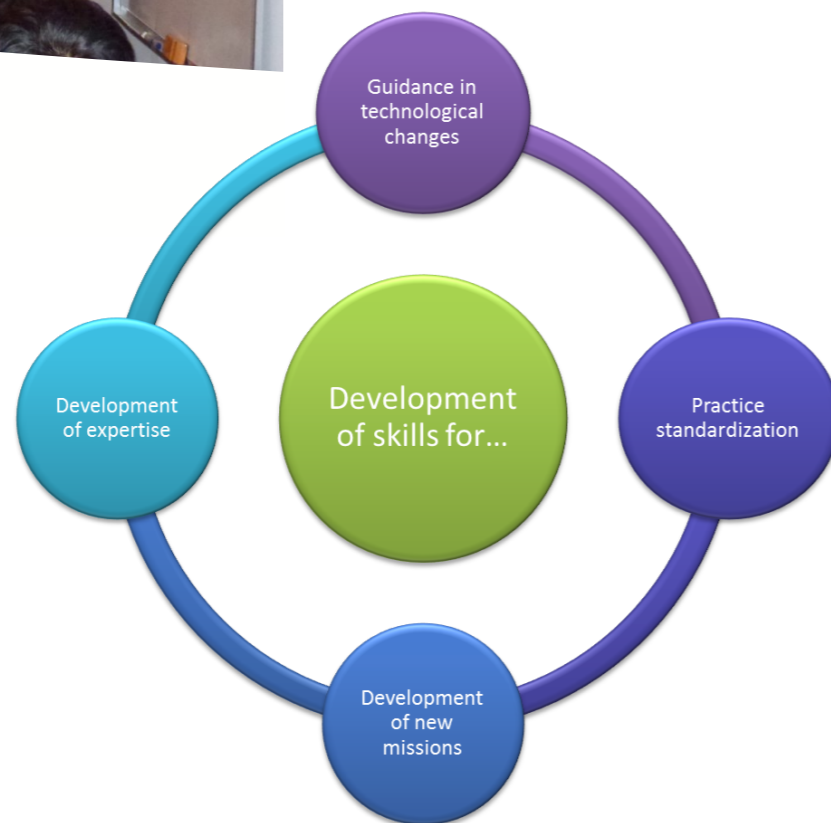 Guidance in
technological
changes
Development
of expertise
Development
of skills for...
Practice
standardization
Development
of new
missions